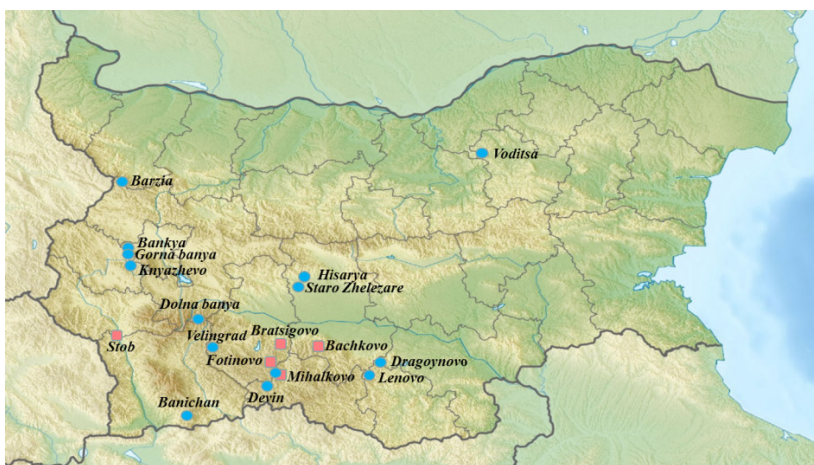 Voditsa
Barzia
Bankya
Gorna banya
Knyazhevo
Hisarya
Staro Zhelezare
Dolna banya
Bratsigovo
Velingrad
Stob
Bachkovo
Fotinovo
Dragoynovo
Mihalkovo
Lenovo
Devin
Banichan